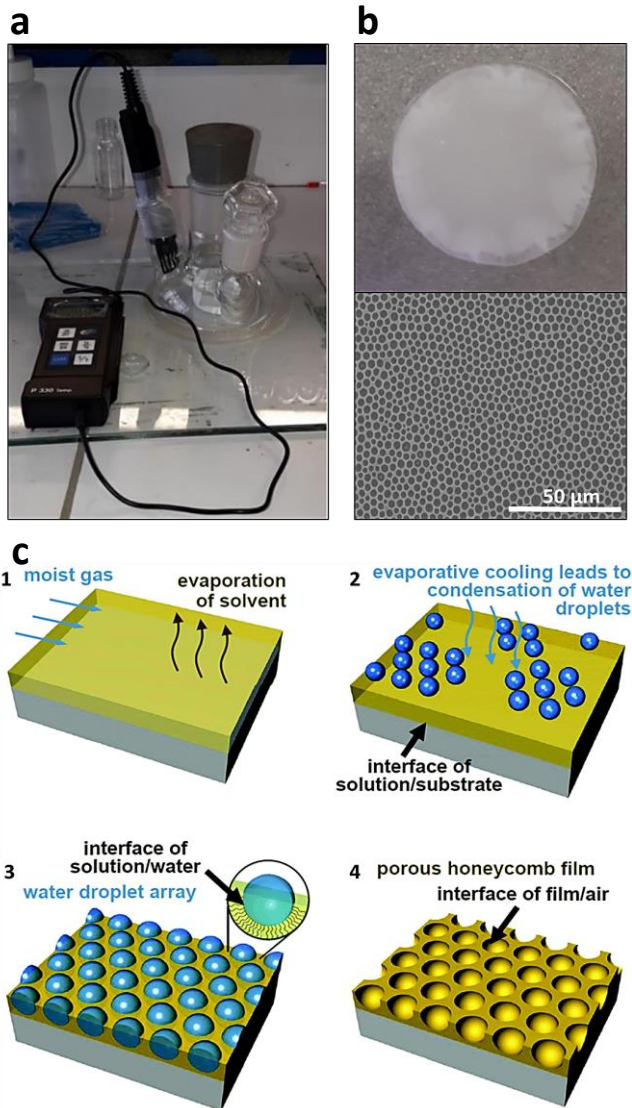 a
b
P 330
50 µm
c
1
moist gas
evaporation
of solvent
2
evaporative cooling leads to
condensation of water
droplets
interface of
solution/substrate
interface of
solution/water
3
water droplet array
4
porous honeycomb film
interface of film/air